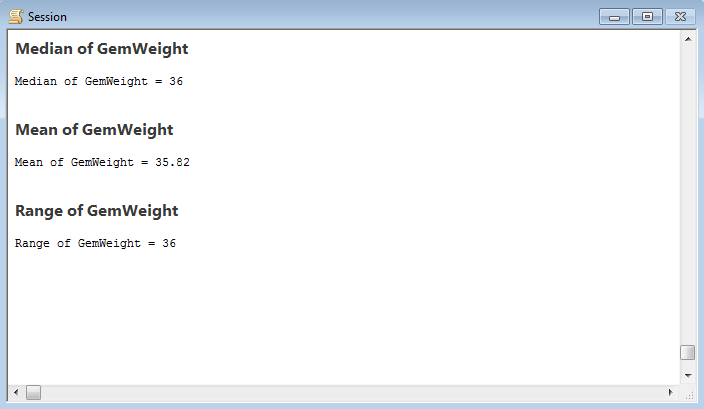 Session
Median of GemWeight
Median of GemWeight = 36
Mean of GemWeight
Mean of GemWeight = 35.82
Range of GemWeight
Range of GemWeight = 36